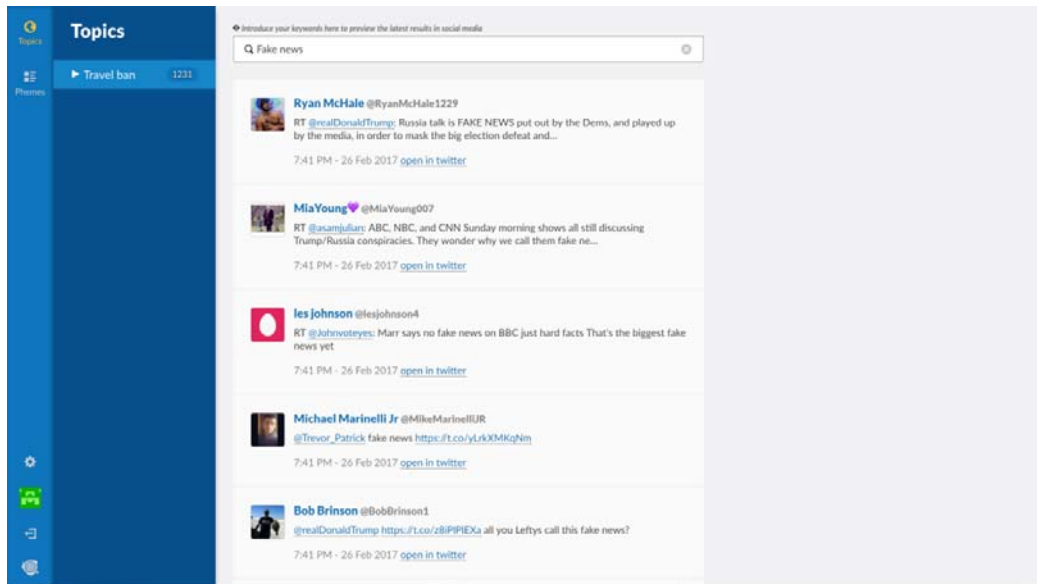 Topics
Phemes
Topics
Travel ban 1231
Introduce your keywords here to preview the latest results in social media
Fake news
Ryan McHale @RyanMcHale1229
RT @realDonaldTrump: Russia talk is FAKE NEWS put out by the Dems, and played up
by the media, in order to mask the big election defeat and...
7:41 PM - 26 Feb 2017 open in twitter
MiaYoung💜 @MiaYoung007
RT @asamjulian: ABC, NBC, and CNN Sunday morning shows all still discussing
Trump/Russia conspiracies. They wonder why we call them fake ne...
7:41 PM - 26 Feb 2017 open in twitter
les johnson @lesjohnson4
RT @Johnvoteyes: Marr says no fake news on BBC just hard facts That's the biggest fake
news yet
7:41 PM - 26 Feb 2017 open in twitter
Michael Marinelli Jr @MikeMarinelliJR
@Trevor_Patrick fake news https://t.co/yLrkXMKqNm
7:41 PM - 26 Feb 2017 open in twitter
Bob Brinson @BobBrinson1
@realDonaldTrump https://t.co/z8iPlPIEXa all you Leftys call this fake news?
7:41 PM - 26 Feb 2017 open in twitter